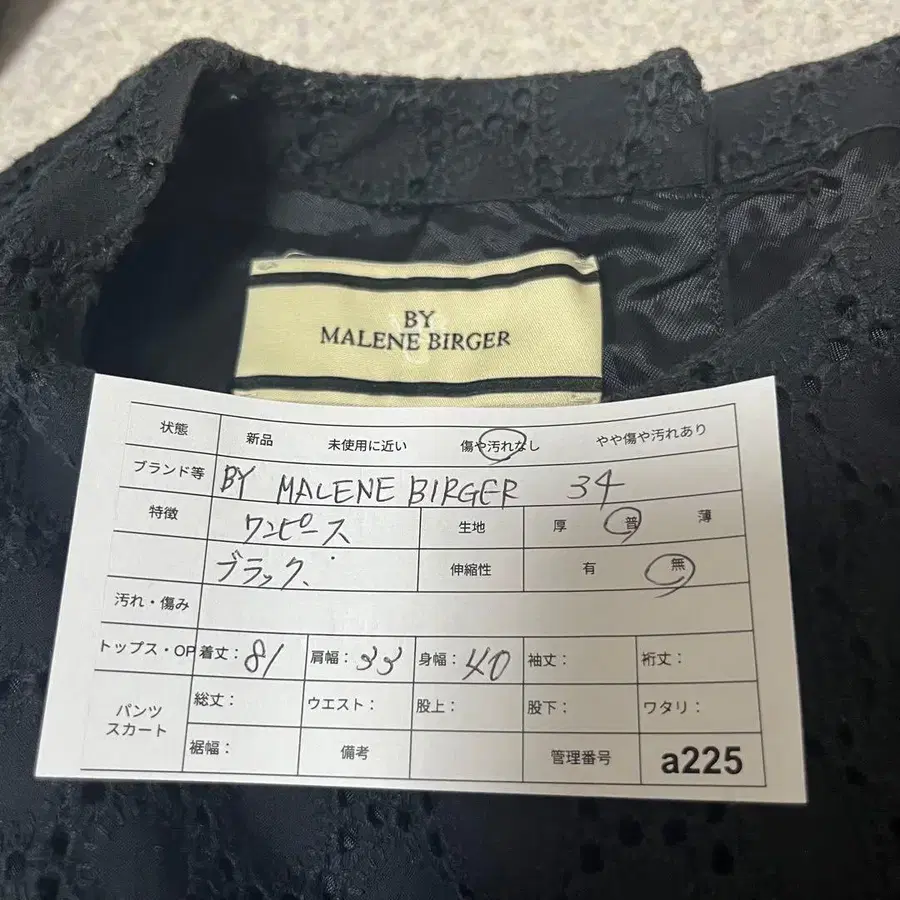 BY
MALENE BIRGER
状態 新品 未使用に近い 傷や汚れなし やや傷や汚れあり
ブランド等 BY MALENE BIRGER 34
特徴 ワンピース 生地 厚 普 薄
ブラック、 伸縮性 有 無
汚れ・傷み
トップス・OP 着丈：81 肩幅：33 身幅：40 袖丈： 裄丈：
パンツ
スカート
総丈： ウエスト： 股上： 股下： ワタリ：
裾幅： 備考 管理番号 a225